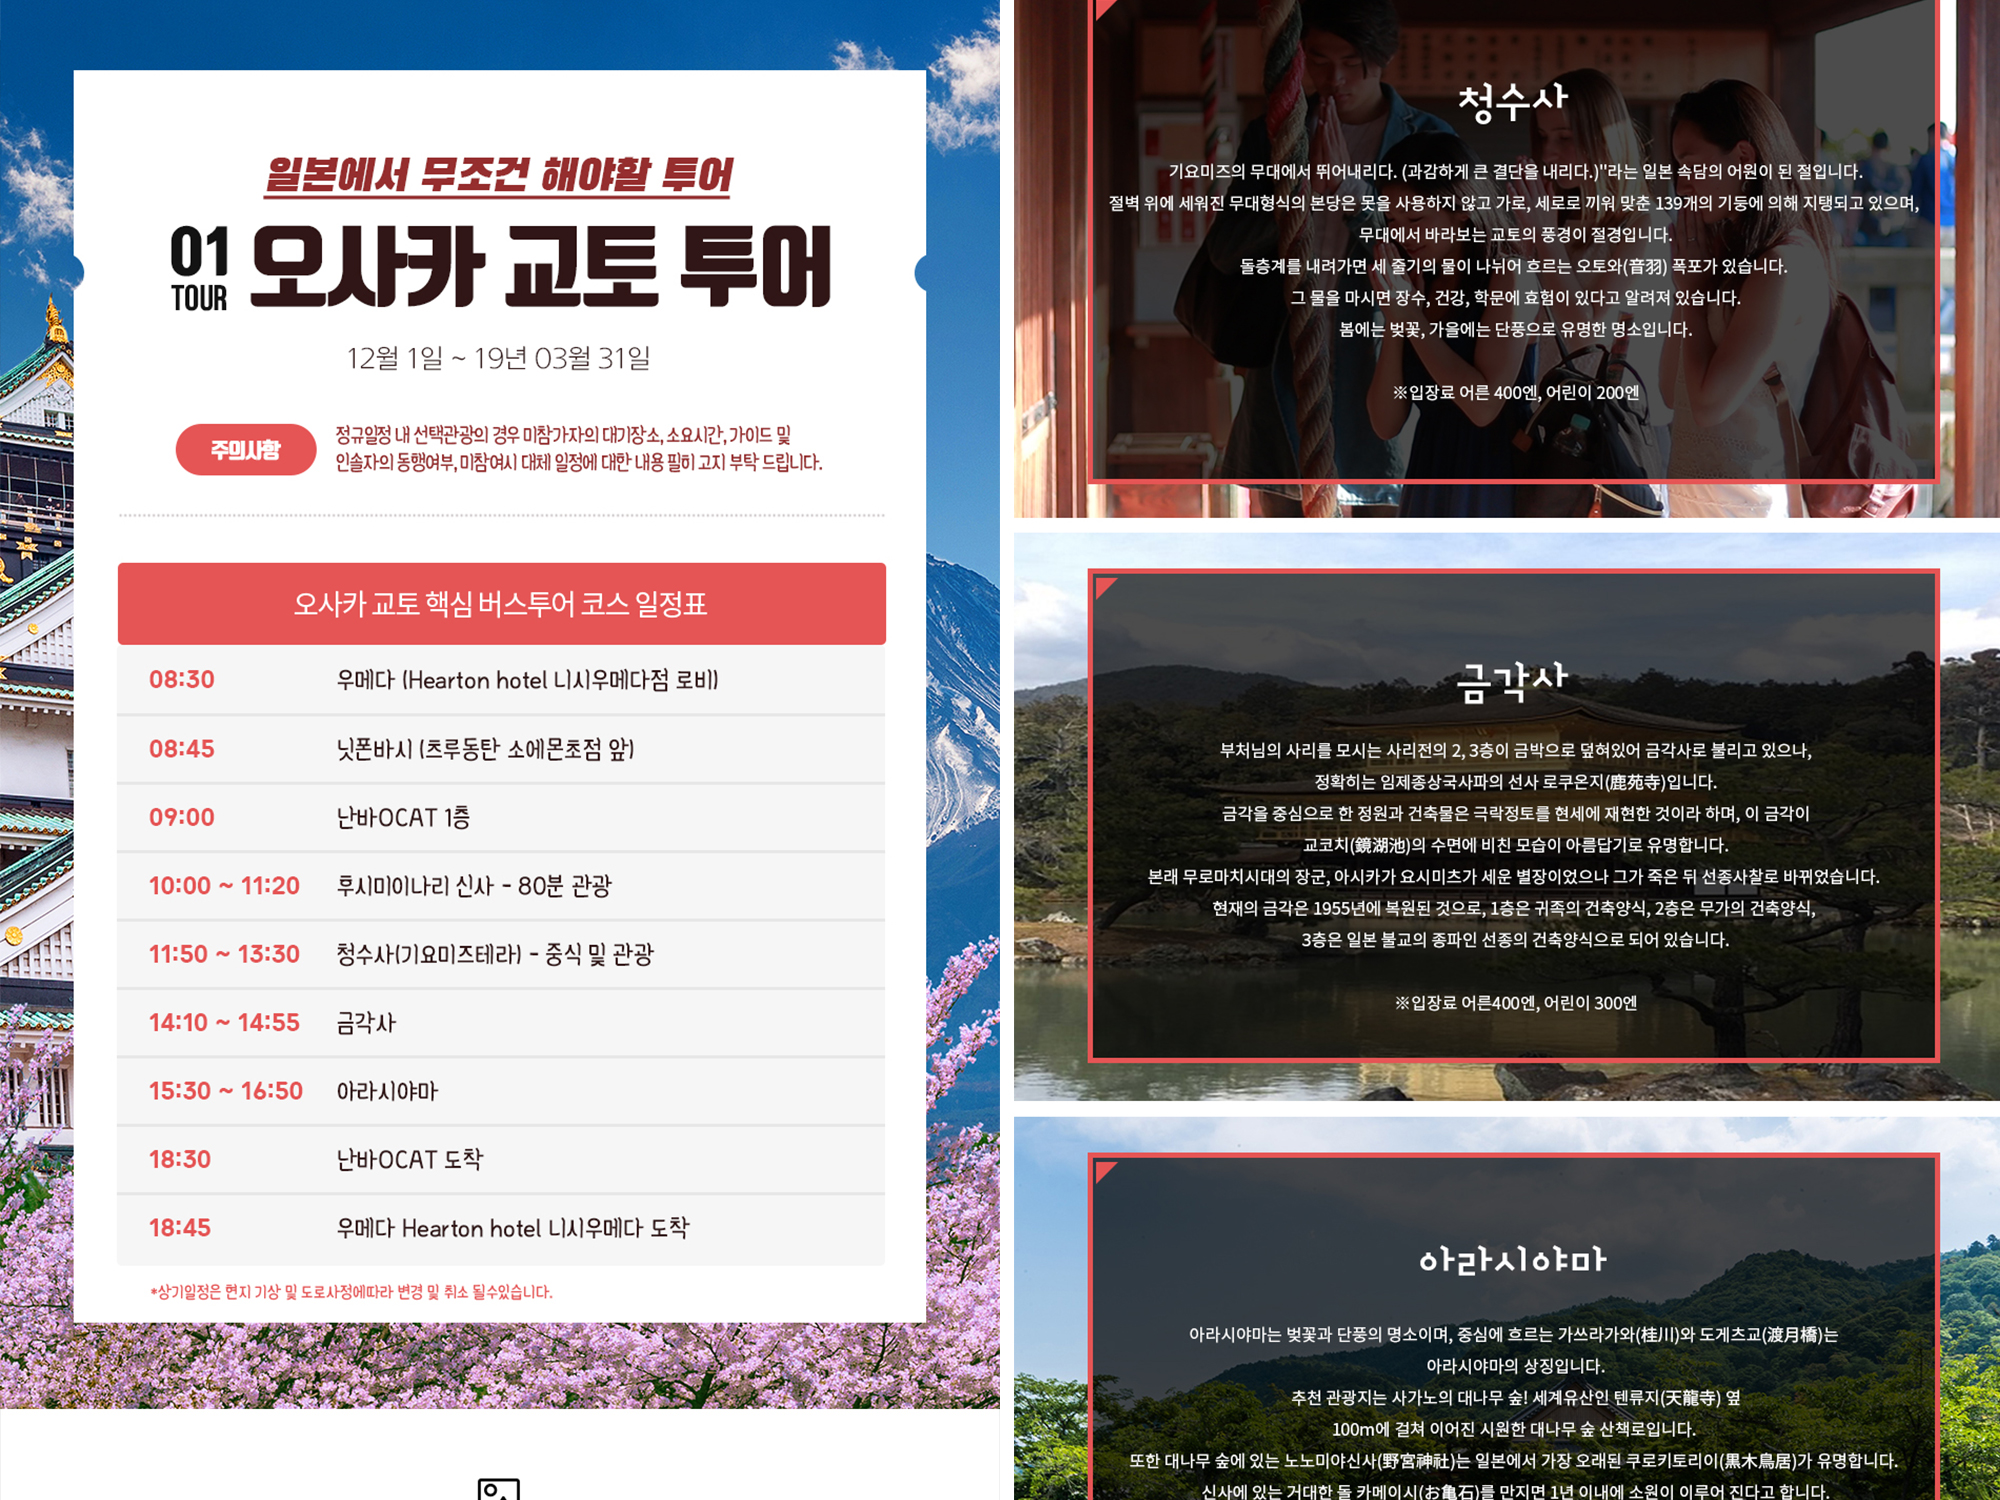 일본에서 무조건 해야할 투어
01
TOUR
오사카 교토 투어
12월 1일 ~ 19년 03월 31일
주의사항
정규일정 내 선택관광의 경우 미참가자의 대기장소, 소요시간, 가이드 및
인솔자의 동행여부, 미참여시 대체 일정에 대한 내용 필히 고지 부탁 드립니다.
오사카 교토 핵심 버스투어 코스 일정표
08:30 우메다 (Hearton hotel 니시우메다점 로비)
08:45 닛폰바시 (츠루동탄 소에몬초점 앞)
09:00 난바OCAT 1층
10:00 ~ 11:20 후시미이나리 신사 - 80분 관광
11:50 ~ 13:30 청수사(기요미즈테라) - 중식 및 관광
14:10 ~ 14:55 금각사
15:30 ~ 16:50 아라시야마
18:30 난바OCAT 도착
18:45 우메다 Hearton hotel 니시우메다 도착
*상기일정은 현지 기상 및 도로사정에따라 변경 및 취소 될수있습니다.
청수사
기요미즈의 무대에서 뛰어내리다. (과감하게 큰 결단을 내리다.)"라는 일본 속담의 어원이 된 절입니다.
절벽 위에 세워진 무대형식의 본당은 못을 사용하지 않고 가로, 세로로 끼워 맞춘 139개의 기둥에 의해 지탱되고 있으며,
무대에서 바라보는 교토의 풍경이 절경입니다.
돌층계를 내려가면 세 줄기의 물이 나뉘어 흐르는 오토와(音羽) 폭포가 있습니다.
그 물을 마시면 장수, 건강, 학문에 효험이 있다고 알려져 있습니다.
봄에는 벚꽃, 가을에는 단풍으로 유명한 명소입니다.
※입장료 어른 400엔, 어린이 200엔
금각사
부처님의 사리를 모시는 사리전의 2, 3층이 금박으로 덮혀있어 금각사로 불리고 있으나,
정확히는 임제종상국사파의 선사 로쿠온지(鹿苑寺)입니다.
금각을 중심으로 한 정원과 건축물은 극락정토를 현세에 재현한 것이라 하며, 이 금각이
교코치(鏡湖池)의 수면에 비친 모습이 아름답기로 유명합니다.
본래 무로마치시대의 장군, 아시카가 요시미츠가 세운 별장이었으나 그가 죽은 뒤 선종사찰로 바뀌었습니다.
현재의 금각은 1955년에 복원된 것으로, 1층은 귀족의 건축양식, 2층은 무가의 건축양식,
3층은 일본 불교의 종파인 선종의 건축양식으로 되어 있습니다.
※입장료 어른400엔, 어린이 300엔
아라시야마
아라시야마는 벚꽃과 단풍의 명소이며, 중심에 흐르는 가쓰라가와(桂川)와 도게츠교(渡月橋)는
아라시야마의 상징입니다.
추천 관광지는 사가노의 대나무 숲! 세계유산인 텐류지(天龍寺) 옆
100m에 걸쳐 이어진 시원한 대나무 숲 산책로입니다.
또한 대나무 숲에 있는 노노미야신사(野宮神社)는 일본에서 가장 오래된 쿠로키토리이(黒木鳥居)가 유명합니다.
신사에 있는 거대한 돌 카메이시(お亀石)를 만지면 1년 이내에 소원이 이루어 진다고 합니다.